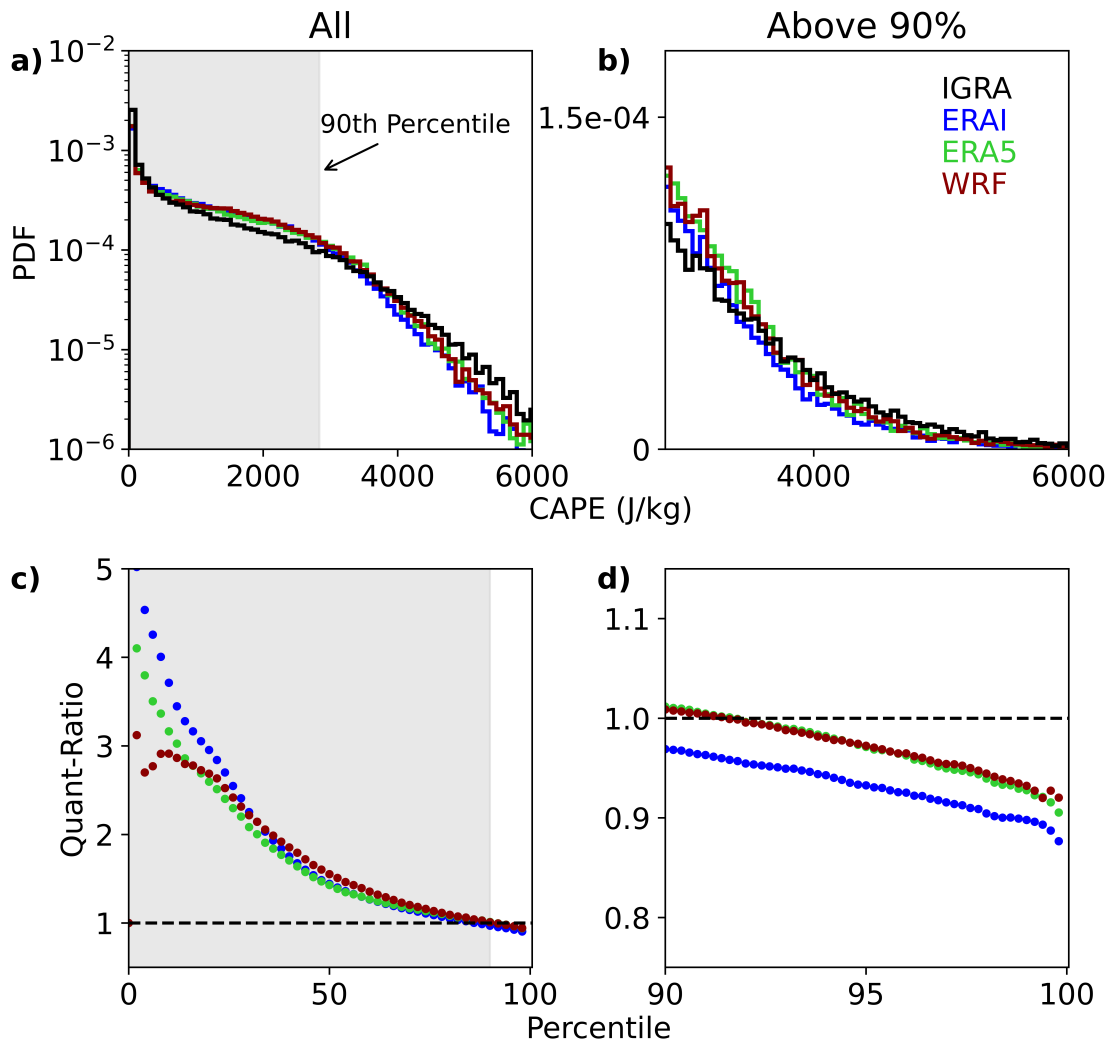 All
Above 90%
a)
10⁻²
10⁻³
10⁻⁴
10⁻⁵
10⁻⁶
PDF
90th Percentile
0
2000
4000
6000
b)
1.5e-04
0
IGRA
ERAI
ERA5
WRF
4000
6000
CAPE (J/kg)
c)
5
4
3
2
1
Quant-Ratio
0
50
100
d)
1.1
1.0
0.9
0.8
90
95
100
Percentile